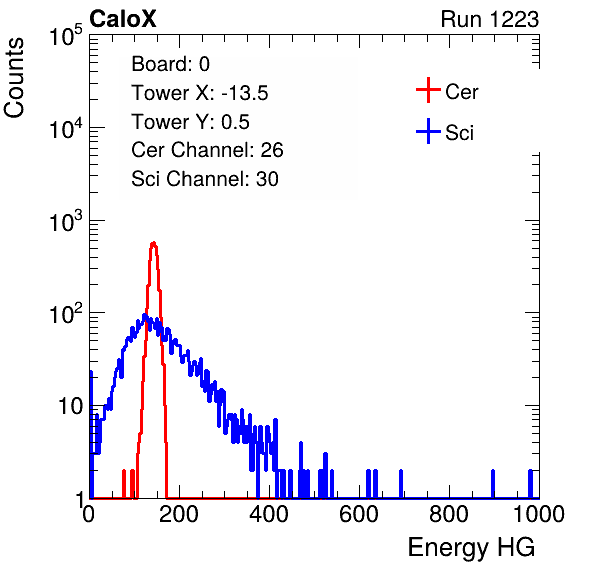 CaloX Run 1223
Counts
Board: 0
Tower X: -13.5
Tower Y: 0.5
Cer Channel: 26
Sci Channel: 30
Cer
Sci
10^5
10^4
10^3
10^2
10
1
0 200 400 600 800 1000
Energy HG